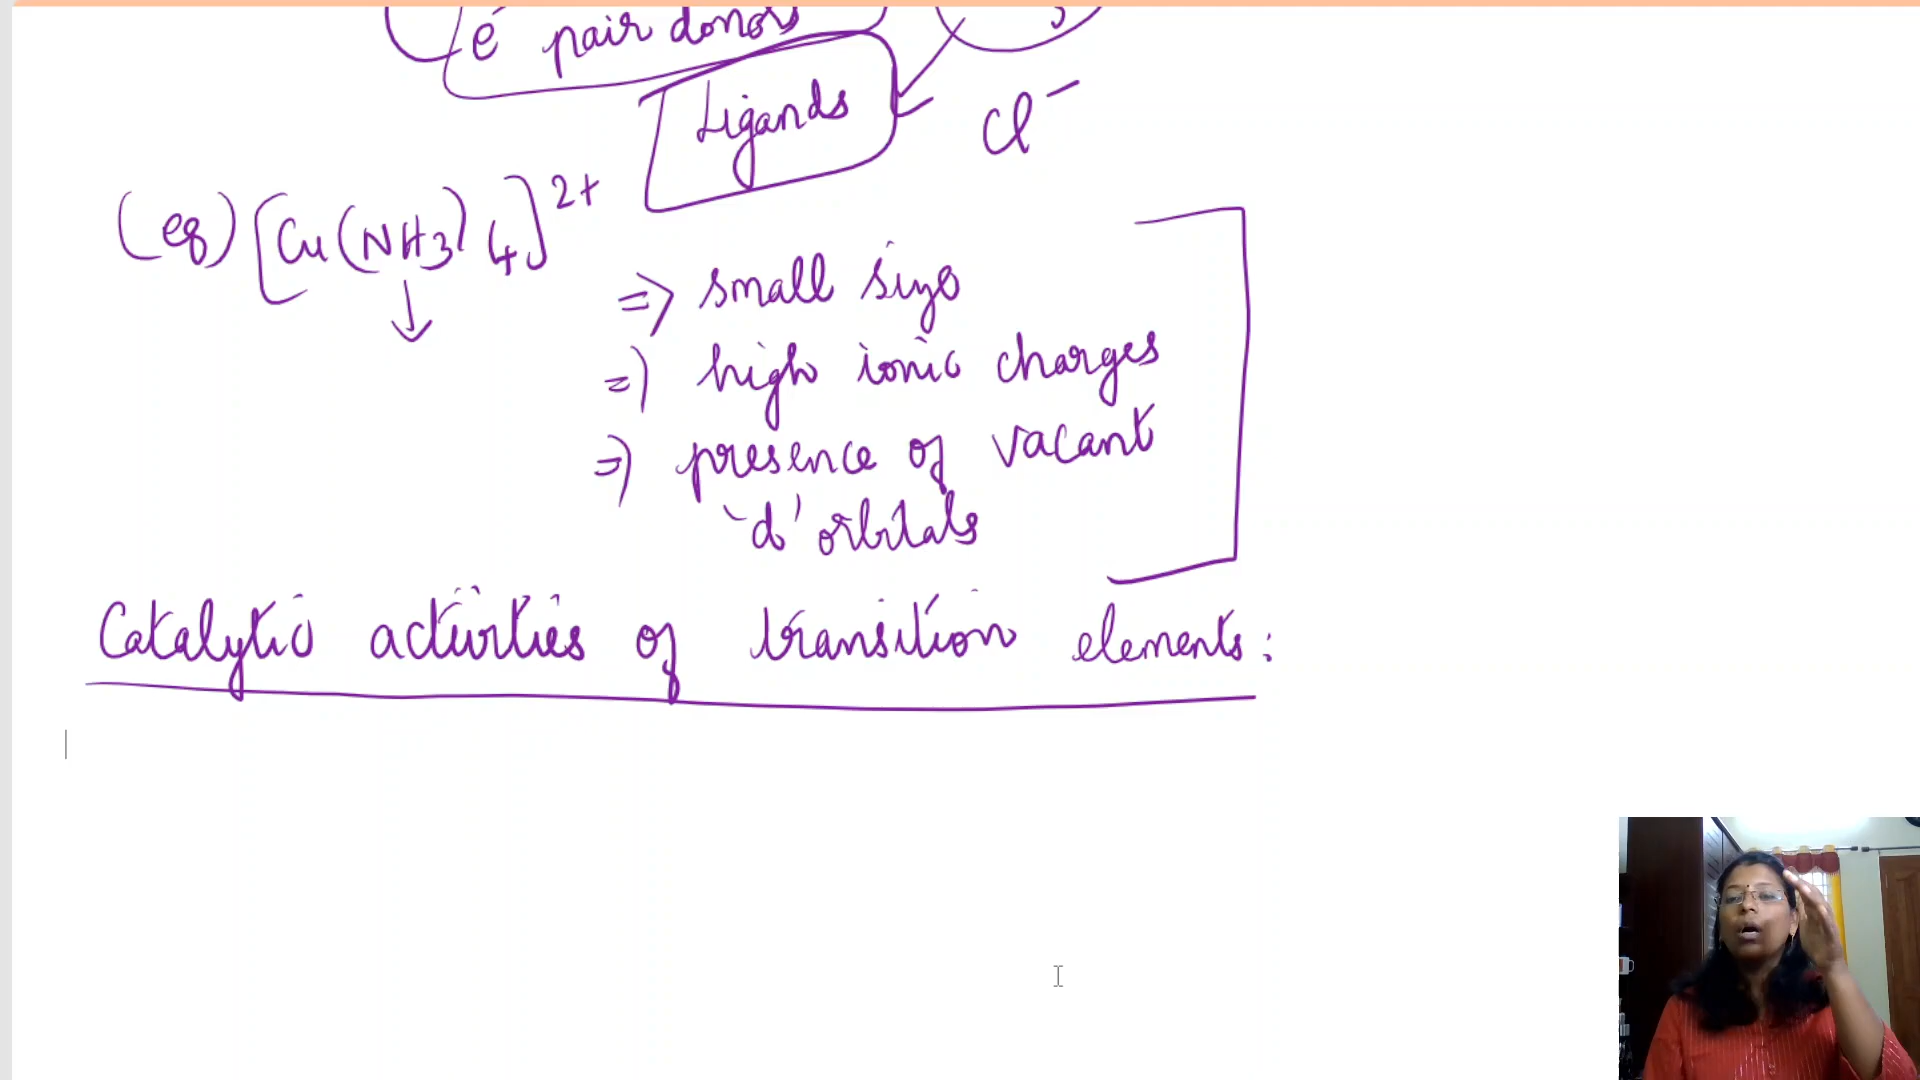 e⁻ pair donors
Ligands
Cl⁻
(eg) [Cu(NH3)4]²⁺
=> small size
=> high ionic charges
=> presence of vacant
'd' orbitals
Catalytic activities of transition elements: